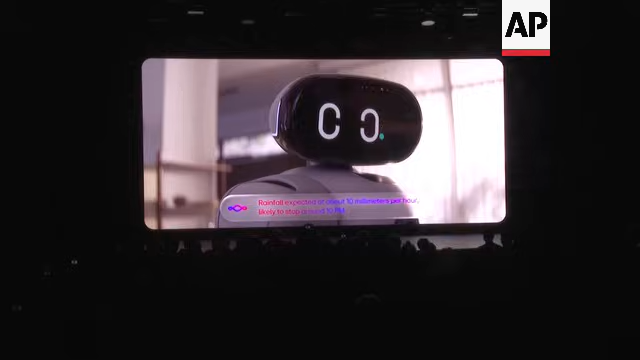 AP
Rainfall expected at about 10 millimeters per hour,
likely to stop around 10 PM.